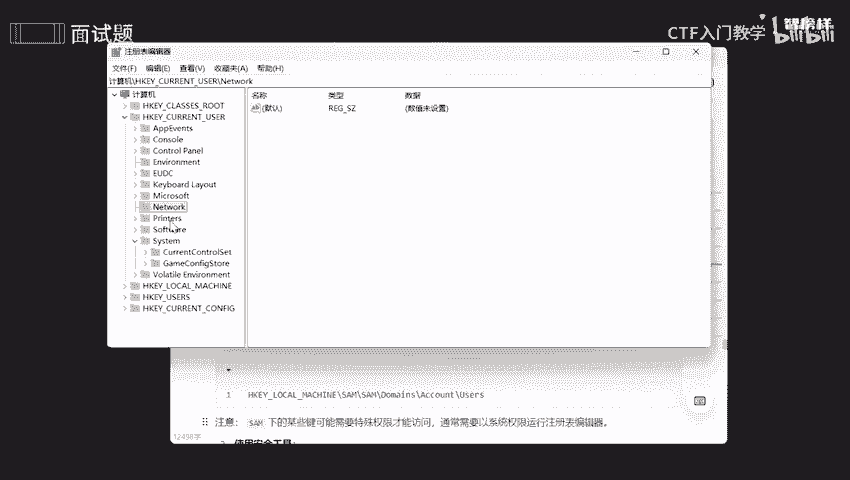 面试题
CTF入门教学
智榜样
bilibili
注册表编辑器
文件(F) 编辑(E) 查看(V) 收藏夹(A) 帮助(H)
计算机\HKEY_CURRENT_USER\Network
计算机
HKEY_CLASSES_ROOT
HKEY_CURRENT_USER
AppEvents
Console
Control Panel
Environment
EUDC
Keyboard Layout
Microsoft
Network
Printers
Software
System
CurrentControlSet
GameConfigStore
Volatile Environment
HKEY_LOCAL_MACHINE
HKEY_USERS
HKEY_CURRENT_CONFIG
名称 类型 数据
(默认) REG_SZ (数值未设置)
1 HKEY_LOCAL_MACHINE\SAM\SAM\Domains\Account\Users
注意： SAM 下的某些键可能需要特殊权限才能访问，通常需要以系统权限运行注册表编辑器。
12498字
使用安全工具：